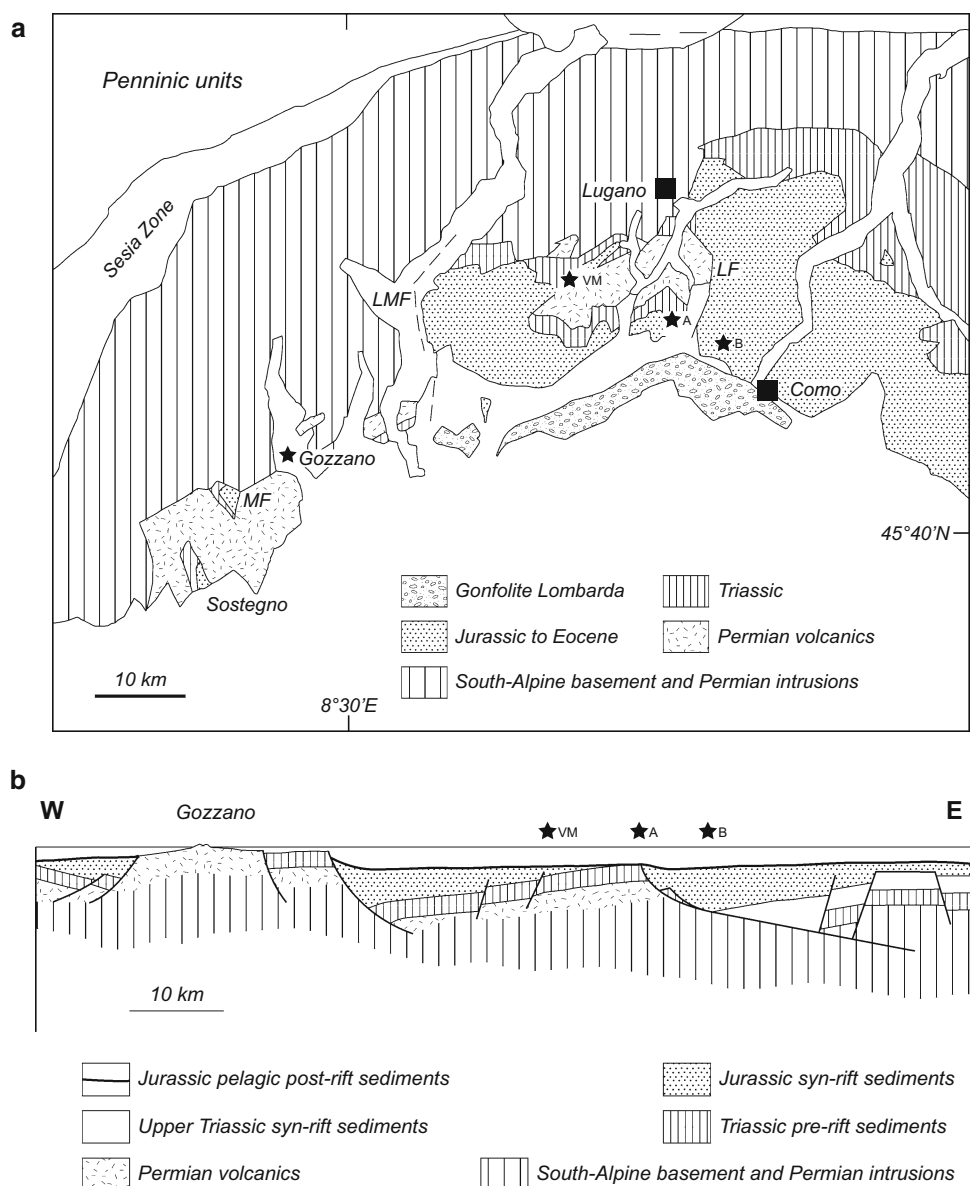 a
Penninic units
Sesia Zone
Lugano
VM
LF
LMF
A
B
Como
Gozzano
MF
45°40’N
Sostegno
Gonfolite Lombarda
Triassic
Jurassic to Eocene
Permian volcanics
South-Alpine basement and Permian intrusions
10 km
8°30’E
b
W
Gozzano
VM
A
B
E
10 km
Jurassic pelagic post-rift sediments
Jurassic syn-rift sediments
Upper Triassic syn-rift sediments
Triassic pre-rift sediments
Permian volcanics
South-Alpine basement and Permian intrusions